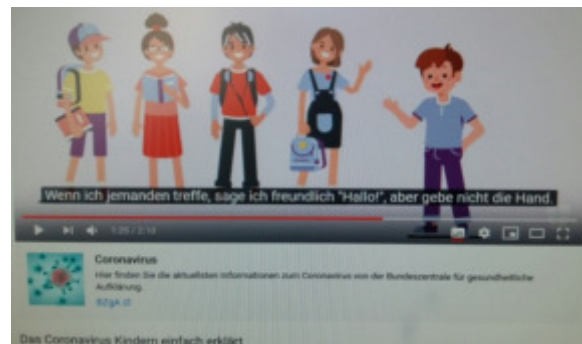 Wenn ich jemanden treffe, sage ich freundlich "Hallo!", aber gebe nicht die Hand.
1:25 / 2:10
Coronavirus
Hier finden Sie die aktuellsten Informationen zum Coronavirus von der Bundeszentrale für gesundheitliche
Aufklärung.
BZgA
Das Coronavirus Kindern einfach erklärt